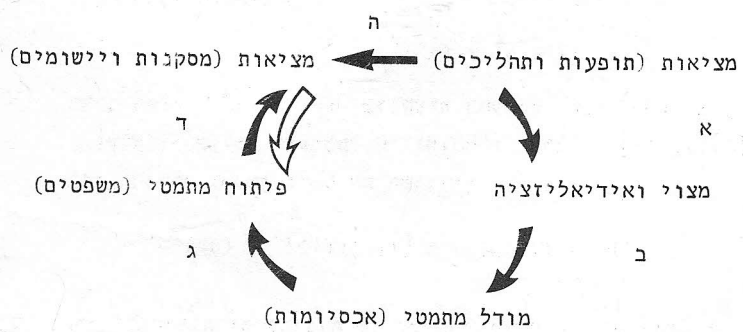 ה
מציאות (תופעות ותהליכים)
מציאות (מסקנות ויישומים)
א
ד
מצוי ואידיאליזציה
פיתוח מתמטי (משפטים)
ב
ג
מודל מתמטי (אכסיומות)